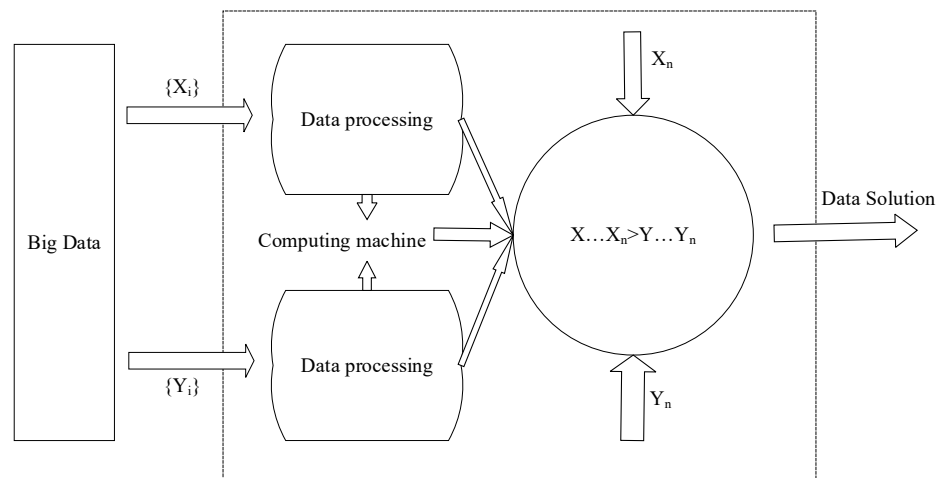 Big Data
{Xᵢ}
{Yᵢ}
Data processing
Computing machine
Data processing
Xₙ
X…Xₙ>Y…Yₙ
Yₙ
Data Solution